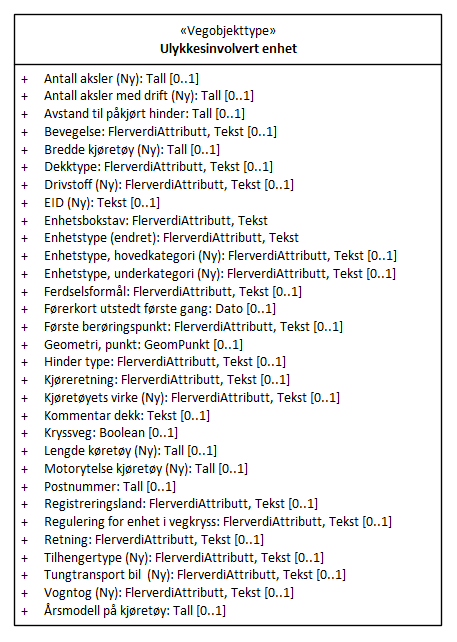 «Vegobjekttype»
Ulykkesinvolvert enhet
+ Antall aksler (Ny): Tall [0..1]
+ Antall aksler med drift (Ny): Tall [0..1]
+ Avstand til påkjørt hinder: Tall [0..1]
+ Bevegelse: FlerverdiAttributt, Tekst [0..1]
+ Bredde kjøretøy (Ny): Tall [0..1]
+ Dekktype: FlerverdiAttributt, Tekst [0..1]
+ Drivstoff (Ny): FlerverdiAttributt, Tekst [0..1]
+ EID (Ny): Tekst [0..1]
+ Enhetsbokstav: FlerverdiAttributt, Tekst
+ Enhetstype (endret): FlerverdiAttributt, Tekst
+ Enhetstype, hovedkategori (Ny): FlerverdiAttributt, Tekst [0..1]
+ Enhetstype, underkategori (Ny): FlerverdiAttributt, Tekst [0..1]
+ Ferdselsformål: FlerverdiAttributt, Tekst [0..1]
+ Førerkort utstedt første gang: Dato [0..1]
+ Første berøringspunkt: FlerverdiAttributt, Tekst [0..1]
+ Geometri, punkt: GeomPunkt [0..1]
+ Hinder type: FlerverdiAttributt, Tekst [0..1]
+ Kjøreretning: FlerverdiAttributt, Tekst [0..1]
+ Kjøretøyets virke (Ny): FlerverdiAttributt, Tekst [0..1]
+ Kommentar dekk: Tekst [0..1]
+ Kryssveg: Boolean [0..1]
+ Lengde køretøy (Ny): Tall [0..1]
+ Motorytelse kjøretøy (Ny): Tall [0..1]
+ Postnummer: Tall [0..1]
+ Registreringsland: FlerverdiAttributt, Tekst [0..1]
+ Regulering for enhet i vegkryss: FlerverdiAttributt, Tekst [0..1]
+ Retning: FlerverdiAttributt, Tekst [0..1]
+ Tilhengertype (Ny): FlerverdiAttributt, Tekst [0..1]
+ Tungtransport bil  (Ny): FlerverdiAttributt, Tekst [0..1]
+ Vogntog (Ny): FlerverdiAttributt, Tekst [0..1]
+ Årsmodell på kjøretøy: Tall [0..1]